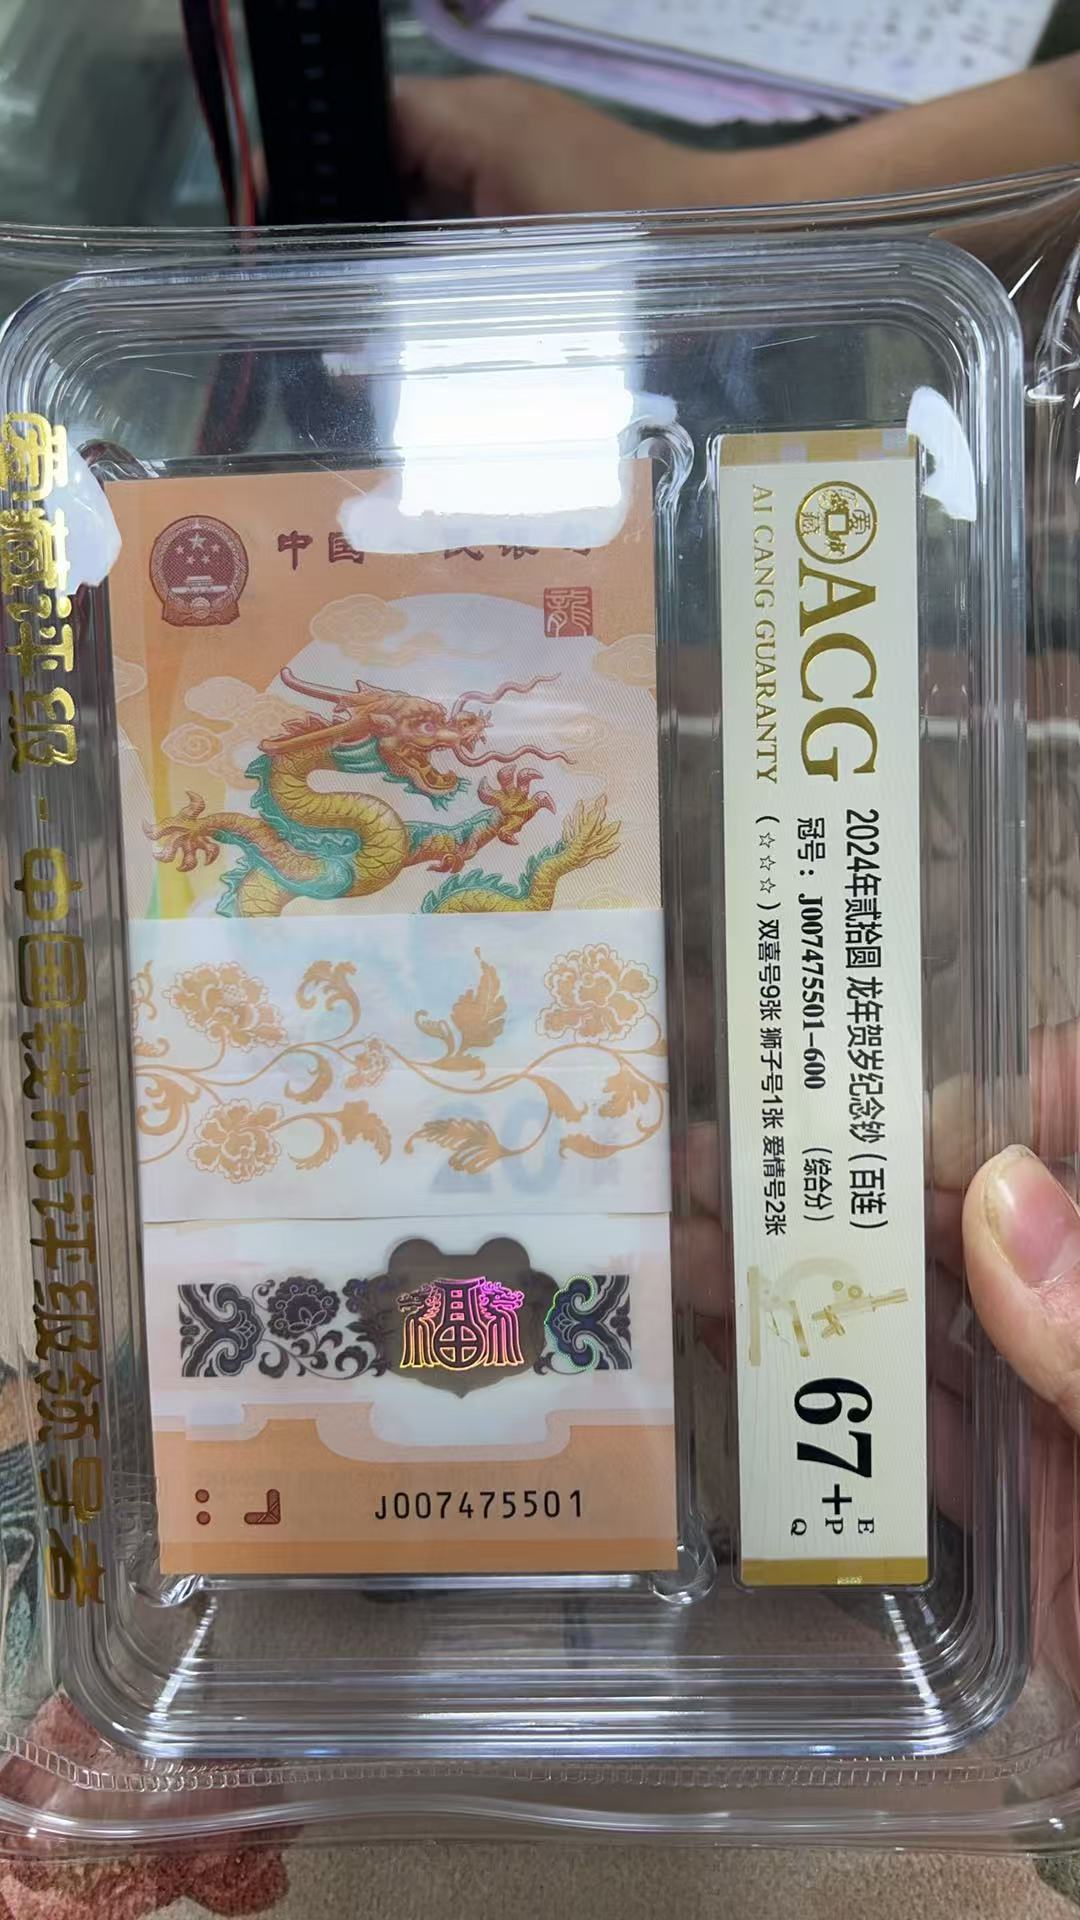 中国 民银
龍
J007475501
ACG
AI CANG GUARANTY
2024年贰拾圆 龙年贺岁纪念钞（百连）
冠号：J007475501-600 （综合分）
（☆☆☆）双喜号9张 狮子号1张 爱情号2张
67+
E
P
Q
爱藏评级 - 中国钱币评级领导者
20